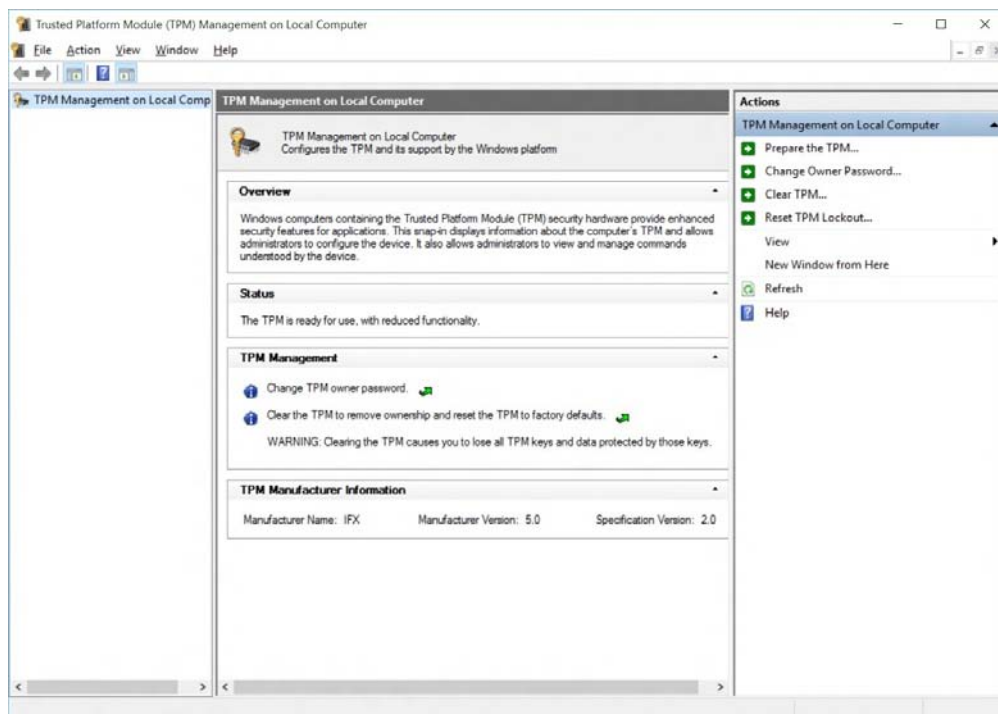 Trusted Platform Module (TPM) Management on Local Computer
File Action View Window Help
TPM Management on Local Comp
TPM Management on Local Computer
TPM Management on Local Computer
Configures the TPM and its support by the Windows platform
Overview
Windows computers containing the Trusted Platform Module (TPM) security hardware provide enhanced
security features for applications. This snap-in displays information about the computer's TPM and allows
administrators to configure the device. It also allows administrators to view and manage commands
understood by the device.
Status
The TPM is ready for use, with reduced functionality.
TPM Management
Change TPM owner password.
Clear the TPM to remove ownership and reset the TPM to factory defaults.
WARNING: Clearing the TPM causes you to lose all TPM keys and data protected by those keys.
TPM Manufacturer Information
Manufacturer Name: IFX Manufacturer Version: 5.0 Specification Version: 2.0
Actions
TPM Management on Local Computer
Prepare the TPM...
Change Owner Password...
Clear TPM...
Reset TPM Lockout...
View
New Window from Here
Refresh
Help